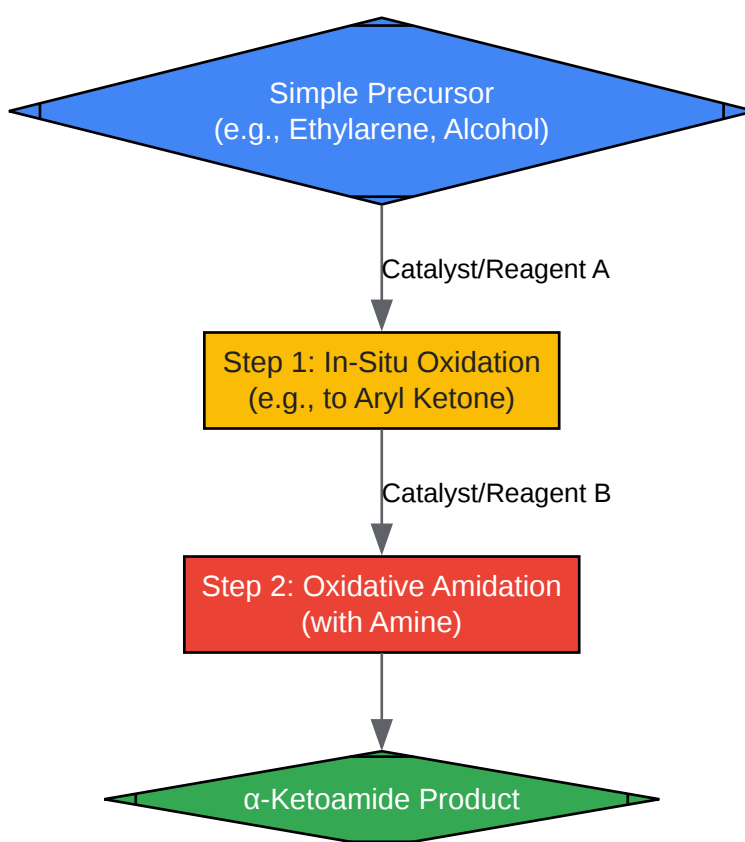 Simple Precursor
(e.g., Ethylarene, Alcohol)
Catalyst/Reagent A
Step 1: In-Situ Oxidation
(e.g., to Aryl Ketone)
Catalyst/Reagent B
Step 2: Oxidative Amidation
(with Amine)
α-Ketoamide Product